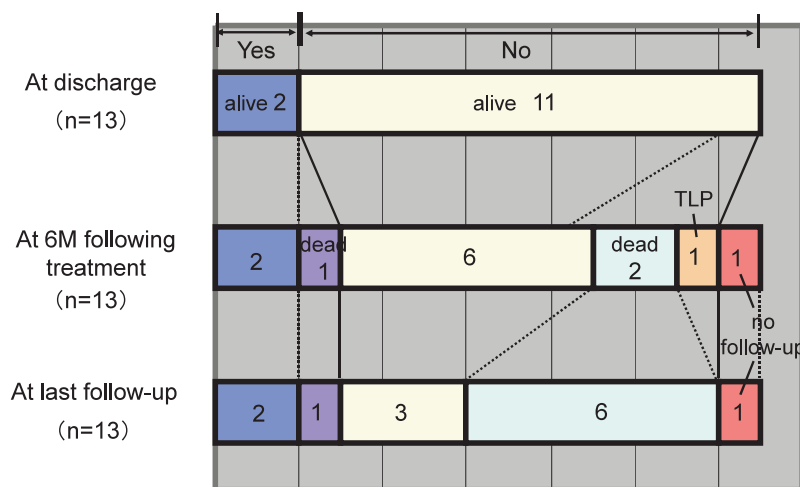 Yes
No
At discharge
(n=13)
alive 2
alive 11
TLP
At 6M following
treatment
(n=13)
2
dead
1
6
dead
2
1
1
no
follow-up
At last follow-up
(n=13)
2
1
3
6
1